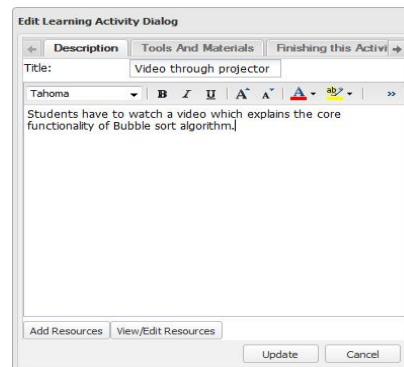 Edit Learning Activity Dialog
Description Tools And Materials Finishing this Activi
Title: Video through projector
Tahoma B I U A A A ab
Students have to watch a video which explains the core
functionality of Bubble sort algorithm.
Add Resources View/Edit Resources
Update Cancel